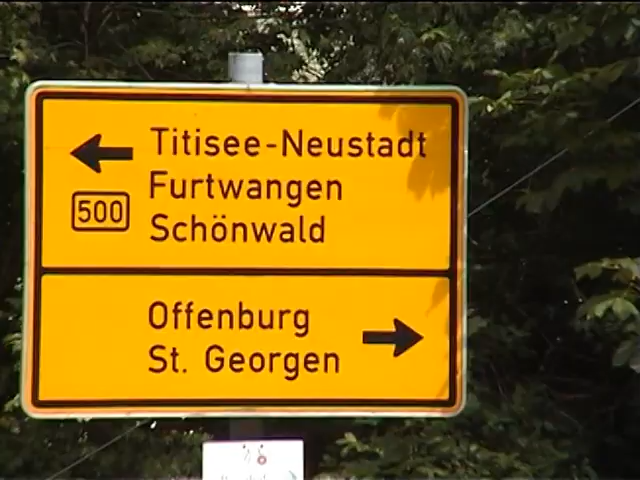 Titisee-Neustadt
Furtwangen
500
Schönwald
Offenburg
St. Georgen